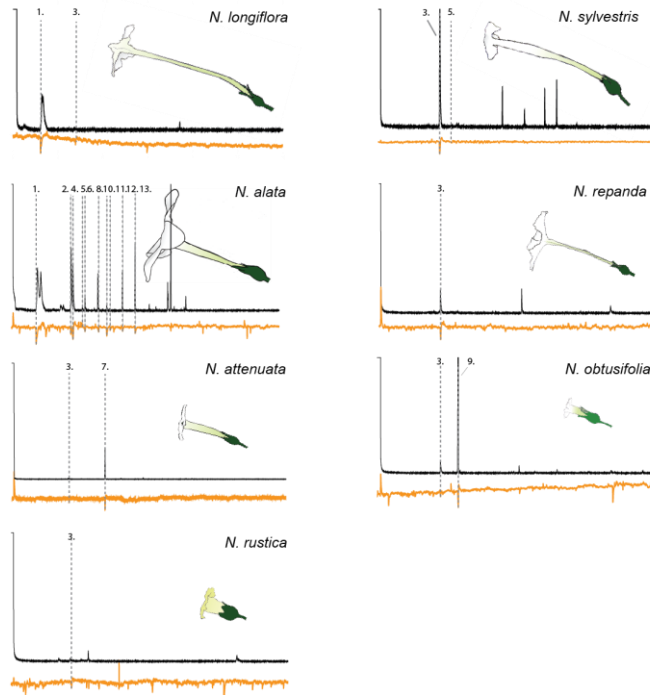 N. longiflora
1. 3.
N. sylvestris
3. 5.
N. alata
1. 2. 4. 5.6. 8.10.10.11.12.13.
N. repanda
3.
N. attenuata
3. 7.
N. obtusifolia
3. 9.
N. rustica
3.